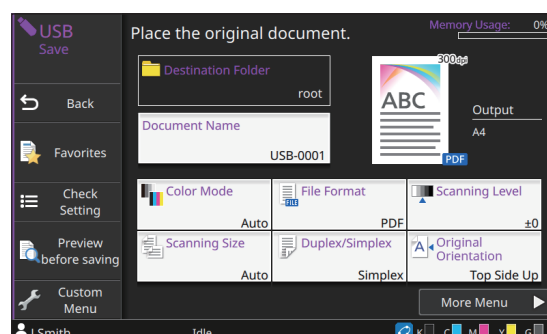 USB
Save
Place the original document.
Memory Usage: 0%
Destination Folder
root
Document Name
USB-0001
300dpi
ABC
PDF
Output
A4
Back
Favorites
Check
Setting
Preview
before saving
Custom
Menu
Color Mode
Auto
File Format
FILE
PDF
Scanning Level
±0
Scanning Size
Auto
Duplex/Simplex
Simplex
A
Original
Orientation
Top Side Up
More Menu
J.Smith
Idle
K C M Y G